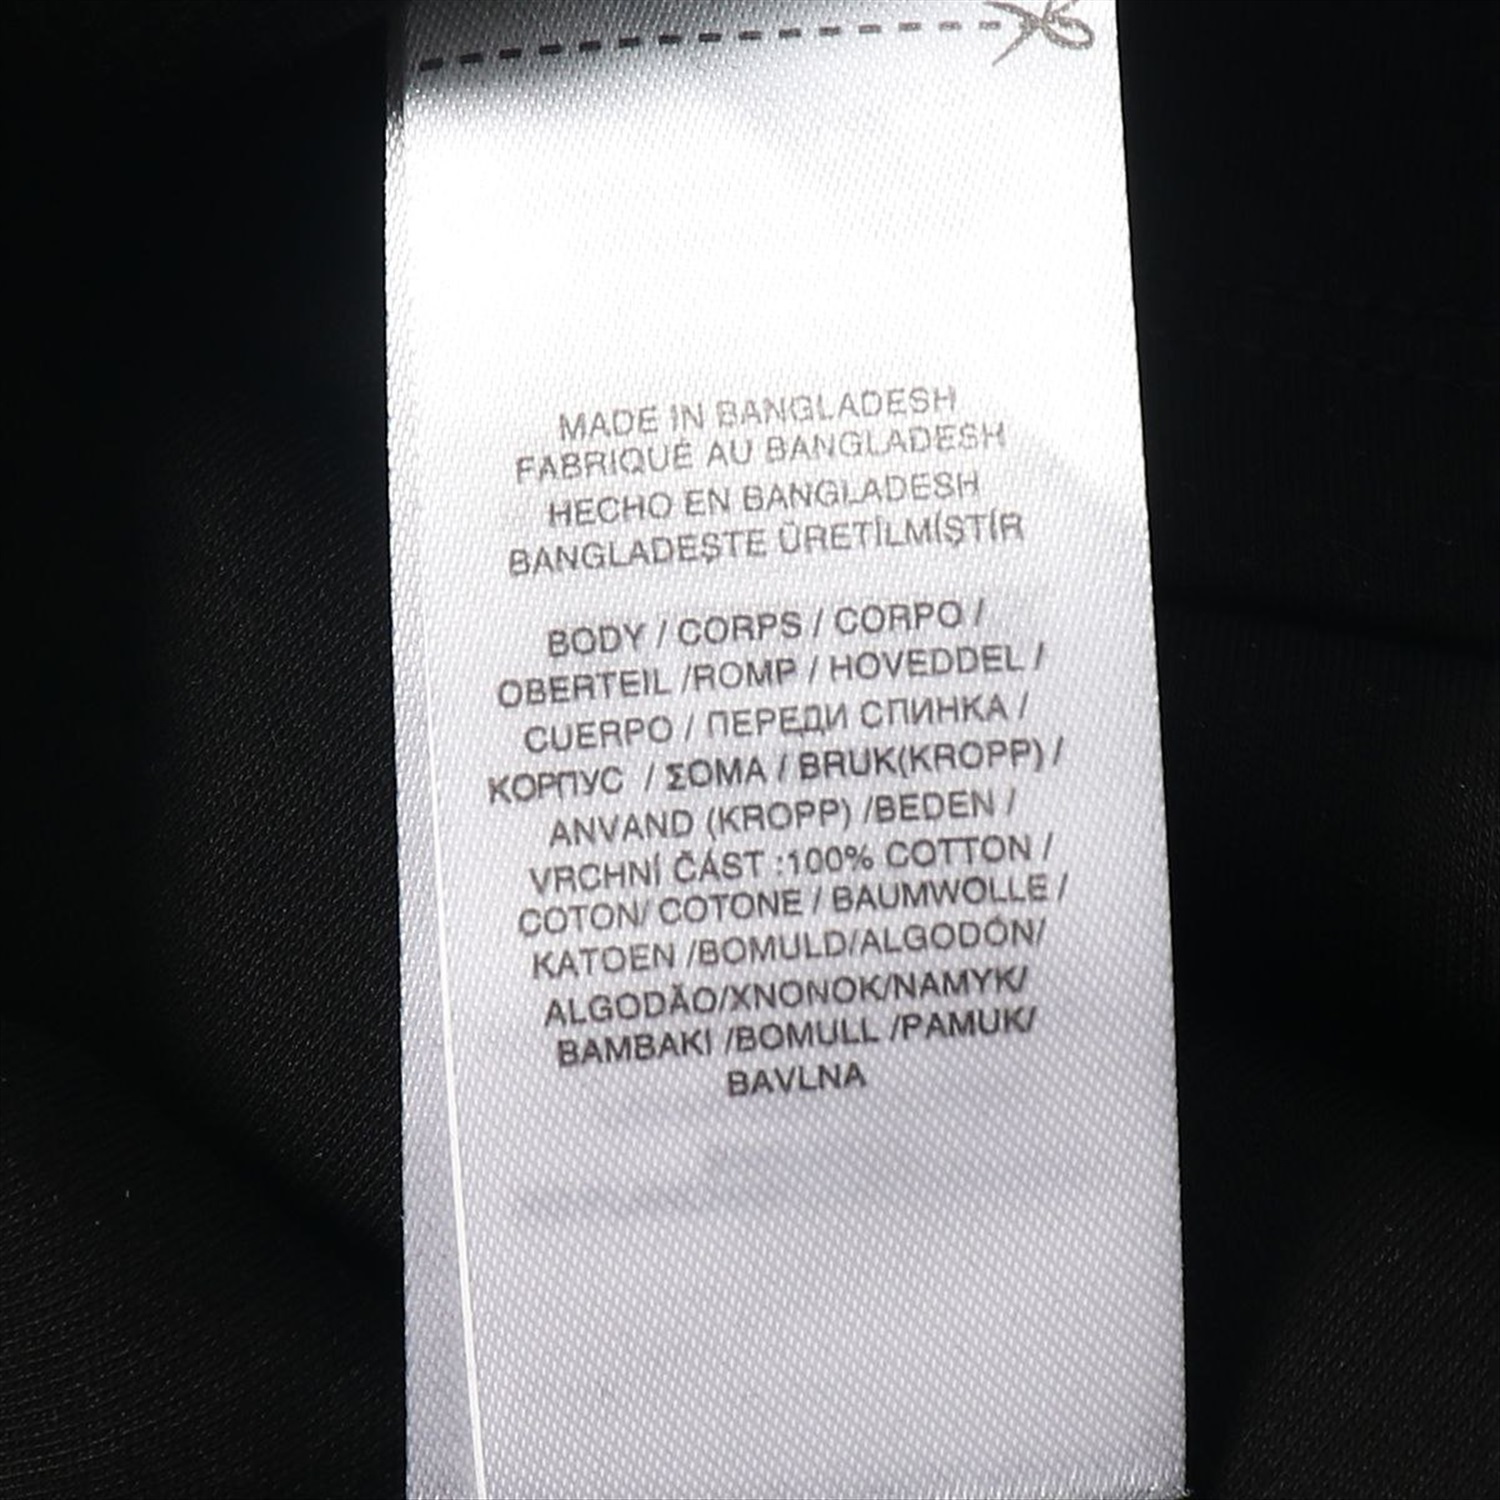 MADE IN BANGLADESH
FABRIQUÉ AU BANGLADESH
HECHO EN BANGLADESH
BANGLADEŞTE ÜRETİLMİŞTİR
BODY / CORPS / CORPO /
OBERTEIL /ROMP / HOVEDDEL /
CUERPO / ПЕРЕДИ СПИНКА /
КОРПУС / ΣOMA / BRUK(KROPP) /
ANVAND (KROPP) /BEDEN /
VRCHNÍ ČÁST :100% COTTON /
COTON/ COTONE / BAUMWOLLE /
KATOEN /BOMULD/ALGODÓN/
ALGODÃO/XNONOK/NAMYK/
BAMBAKI /BOMULL /PAMUK/
BAVLNA